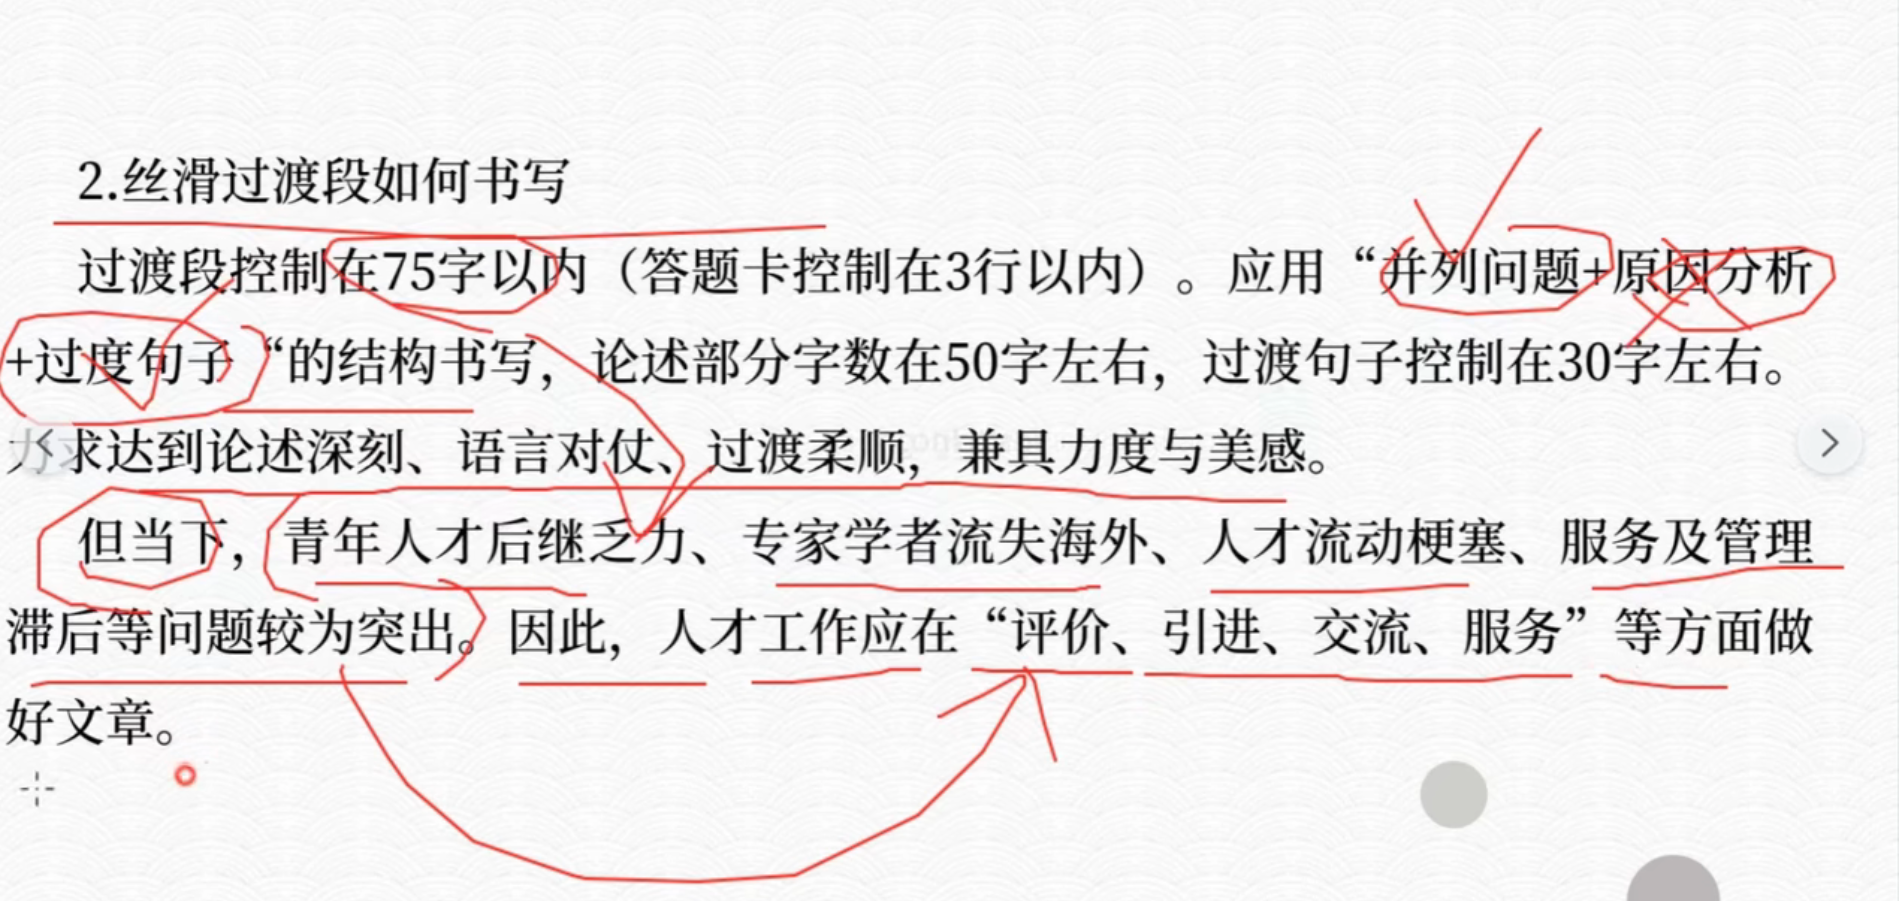 2.丝滑过渡段如何书写
过渡段控制在75字以内（答题卡控制在3行以内）。应用“并列问题+原因分析
+过度句子“的结构书写，论述部分字数在50字左右，过渡句子控制在30字左右。
力求达到论述深刻、语言对仗、过渡柔顺，兼具力度与美感。
但当下，青年人才后继乏力、专家学者流失海外、人才流动梗塞、服务及管理
滞后等问题较为突出。因此，人才工作应在“评价、引进、交流、服务”等方面做
好文章。